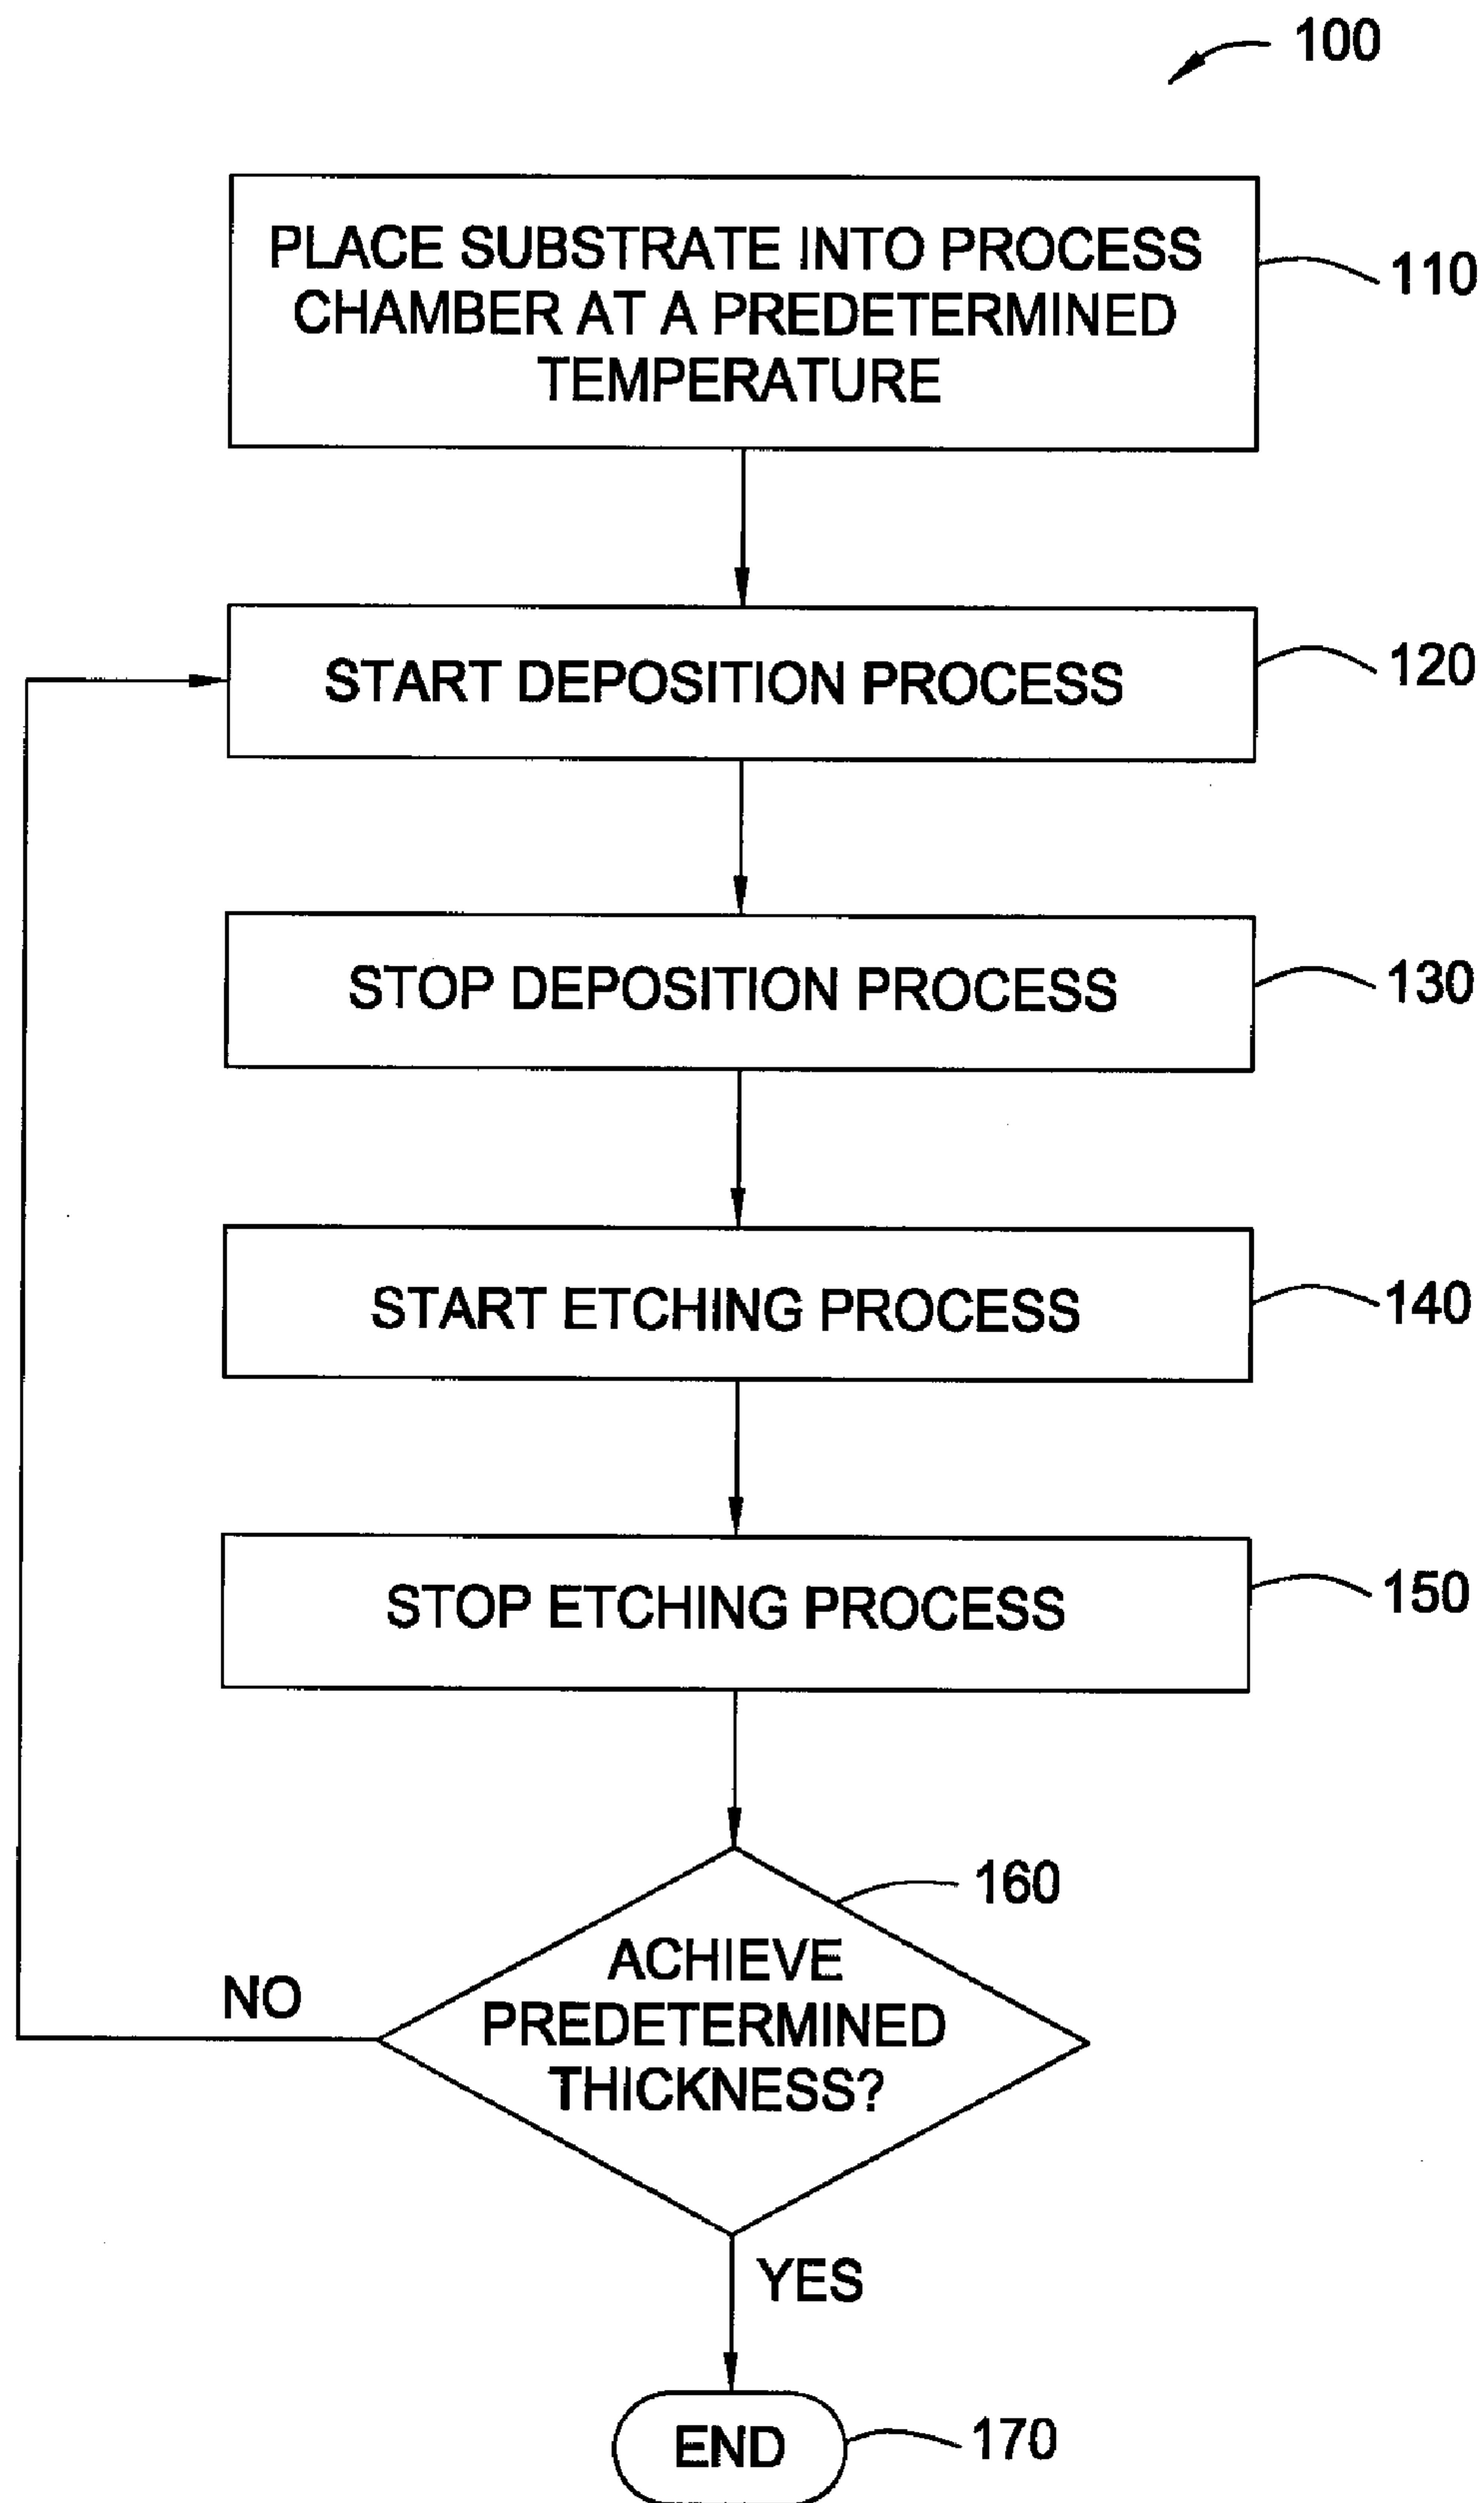 100
PLACE SUBSTRATE INTO PROCESS
CHAMBER AT A PREDETERMINED
TEMPERATURE
110
START DEPOSITION PROCESS
120
STOP DEPOSITION PROCESS
130
START ETCHING PROCESS
140
STOP ETCHING PROCESS
150
160
ACHIEVE
PREDETERMINED
THICKNESS?
NO
YES
END
170